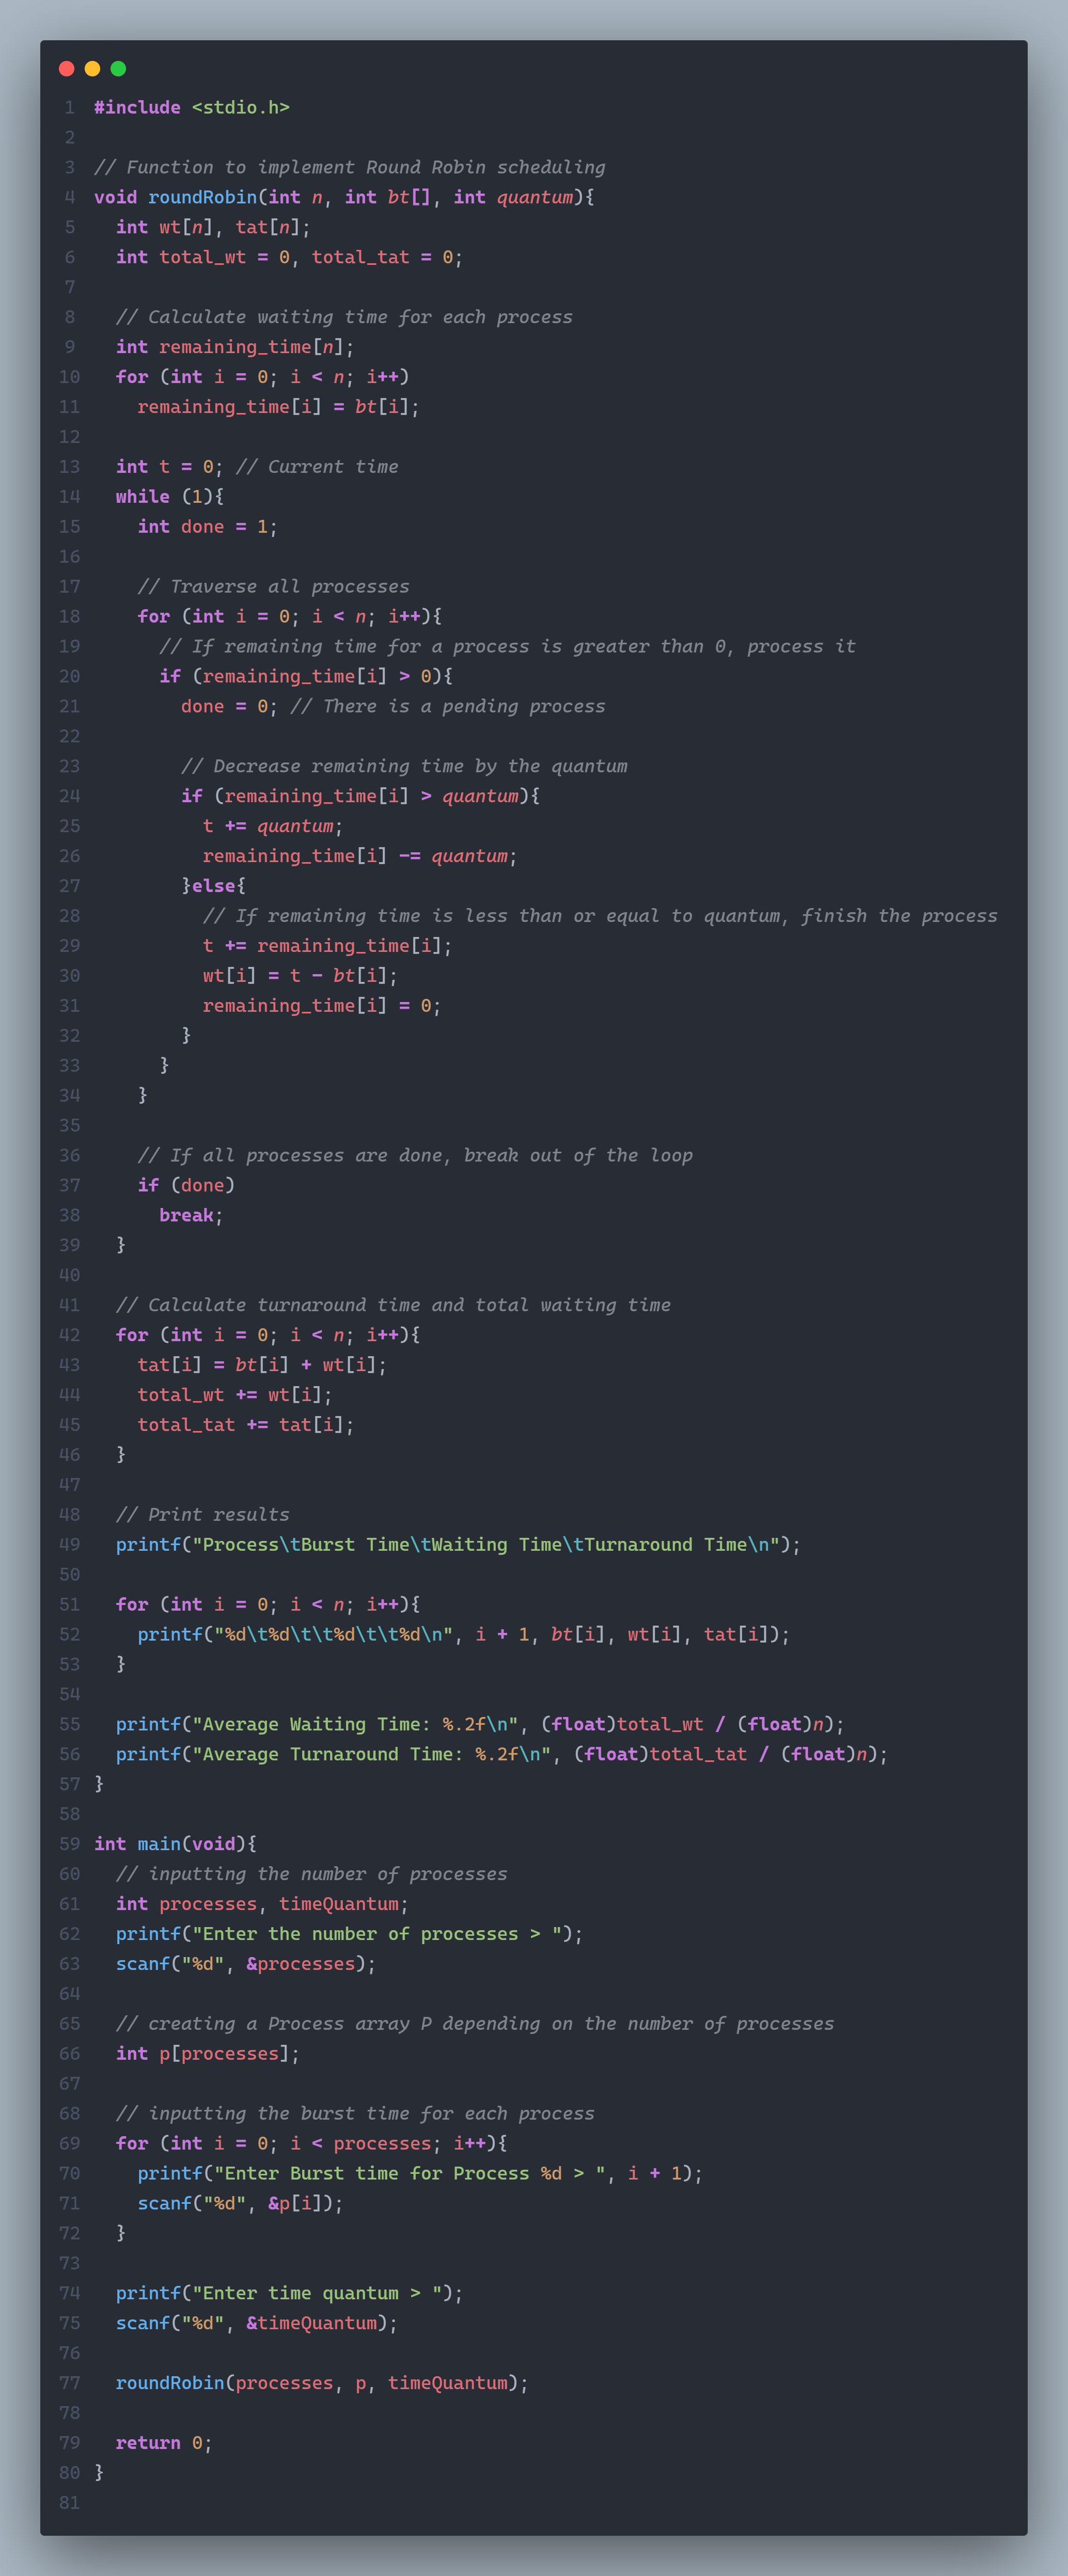 1 #include <stdio.h>
2
3 // Function to implement Round Robin scheduling
4 void roundRobin(int n, int bt[], int quantum){
5   int wt[n], tat[n];
6   int total_wt = 0, total_tat = 0;
7
8   // Calculate waiting time for each process
9   int remaining_time[n];
10   for (int i = 0; i < n; i++)
11     remaining_time[i] = bt[i];
12
13   int t = 0; // Current time
14   while (1){
15     int done = 1;
16
17     // Traverse all processes
18     for (int i = 0; i < n; i++){
19       // If remaining time for a process is greater than 0, process it
20       if (remaining_time[i] > 0){
21         done = 0; // There is a pending process
22
23         // Decrease remaining time by the quantum
24         if (remaining_time[i] > quantum){
25           t += quantum;
26           remaining_time[i] -= quantum;
27         }else{
28           // If remaining time is less than or equal to quantum, finish the process
29           t += remaining_time[i];
30           wt[i] = t - bt[i];
31           remaining_time[i] = 0;
32         }
33       }
34     }
35
36     // If all processes are done, break out of the loop
37     if (done)
38       break;
39   }
40
41   // Calculate turnaround time and total waiting time
42   for (int i = 0; i < n; i++){
43     tat[i] = bt[i] + wt[i];
44     total_wt += wt[i];
45     total_tat += tat[i];
46   }
47
48   // Print results
49   printf("Process\tBurst Time\tWaiting Time\tTurnaround Time\n");
50
51   for (int i = 0; i < n; i++){
52     printf("%d\t%d\t\t%d\t\t%d\n", i + 1, bt[i], wt[i], tat[i]);
53   }
54
55   printf("Average Waiting Time: %.2f\n", (float)total_wt / (float)n);
56   printf("Average Turnaround Time: %.2f\n", (float)total_tat / (float)n);
57 }
58
59 int main(void){
60   // inputting the number of processes
61   int processes, timeQuantum;
62   printf("Enter the number of processes > ");
63   scanf("%d", &processes);
64
65   // creating a Process array P depending on the number of processes
66   int p[processes];
67
68   // inputting the burst time for each process
69   for (int i = 0; i < processes; i++){
70     printf("Enter Burst time for Process %d > ", i + 1);
71     scanf("%d", &p[i]);
72   }
73
74   printf("Enter time quantum > ");
75   scanf("%d", &timeQuantum);
76
77   roundRobin(processes, p, timeQuantum);
78
79   return 0;
80 }
81